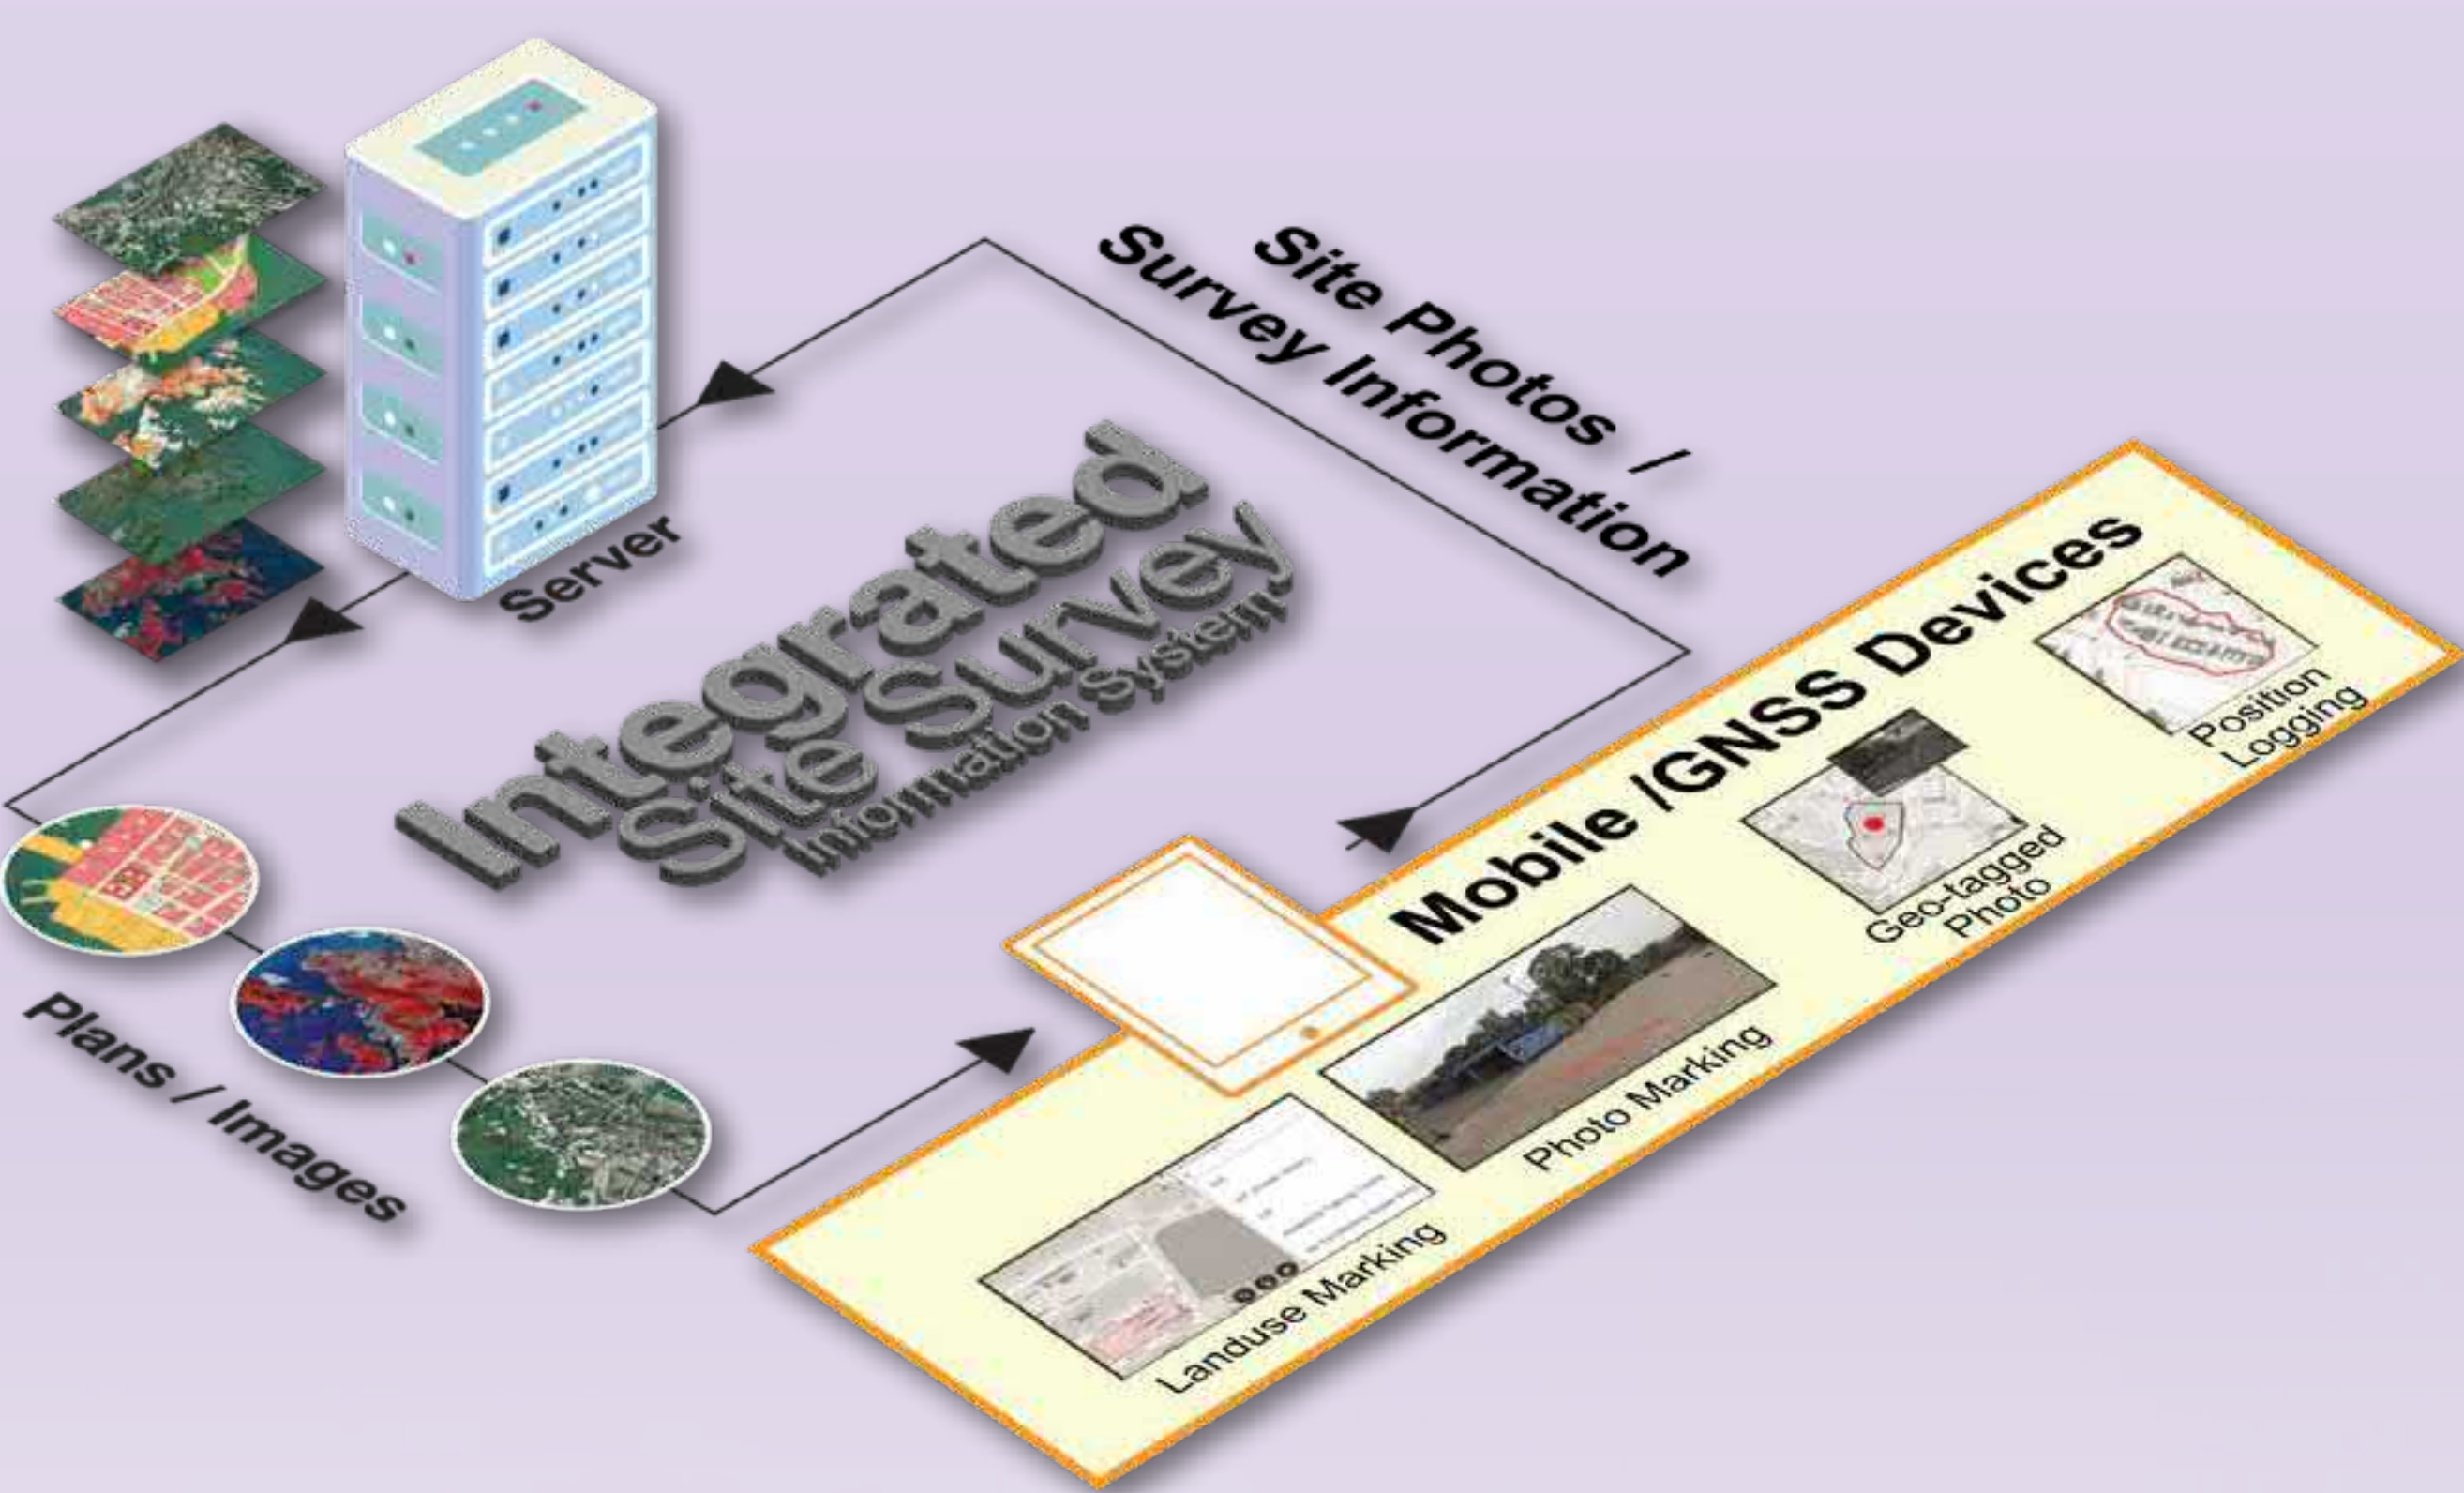 Server
Site Photos /
Survey Information
Integrated
Site Survey
Information System
Plans / Images
Mobile /GNSS Devices
Landuse Marking
Photo Marking
Geo-tagged
Photo
Position
Logging